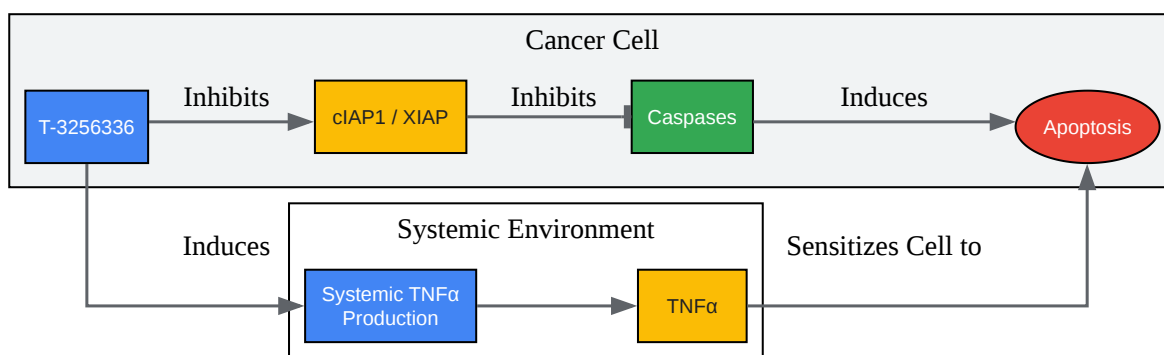 Cancer Cell
Inhibits
Inhibits
Induces
T-3256336
cIAP1 / XIAP
Caspases
Apoptosis
Systemic Environment
Induces
Sensitizes Cell to
Systemic TNFα
Production
TNFα